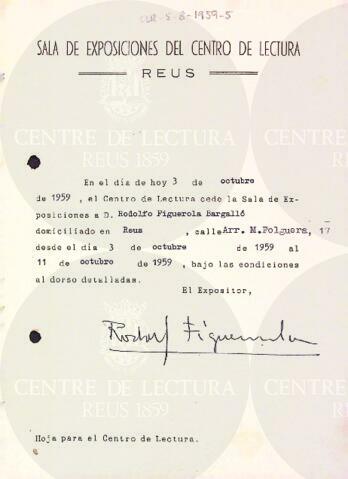 CLR-S-8-1959-5
SALA DE EXPOSICIONES DEL CENTRO DE LECTURA
REUS
CENTRE DE LECTURA
REUS 1859
En el día de hoy 3 de octubre
de 1959, el Centro de Lectura cede la Sala de Ex-
posiciones a D. Rodolfo Figuerola Bargalló
domiciliado en Reus, calle Arr. M. Folguera, 17
desde el día 3 de octubre de 1959 al
11 de octubre de 1959, bajo las condiciones
al dorso detalladas.
El Expositor,
Rodolf Figuerola
CENTRE DE LECTURA
REUS 1859
Hoja para el Centro de Lectura.